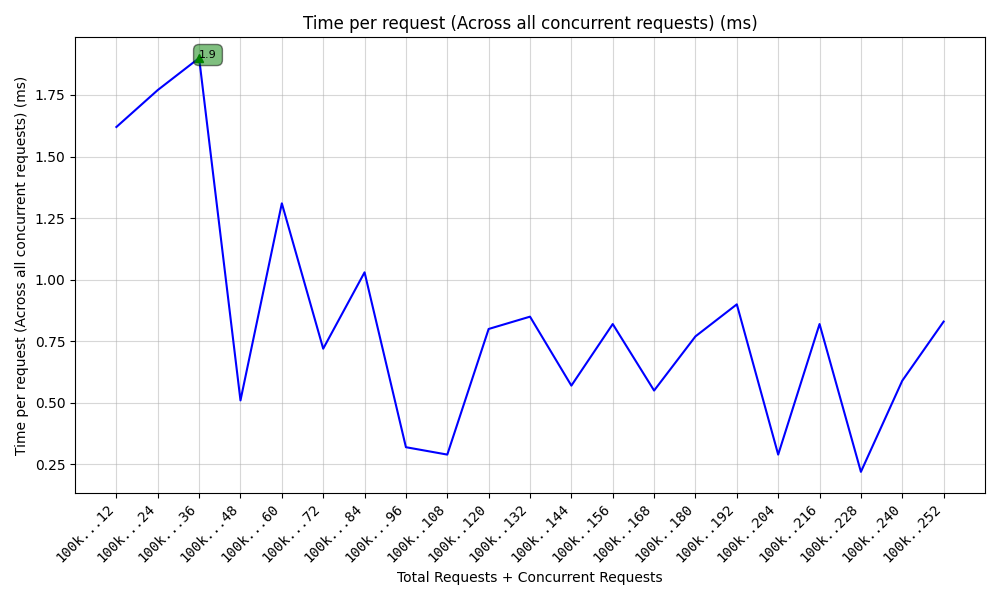 Time per request (Across all concurrent requests) (ms)
1.9
Time per request (Across all concurrent requests) (ms)
1.75
1.50
1.25
1.00
0.75
0.50
0.25
100k...12
100k...24
100k...36
100k...48
100k...60
100k...72
100k...84
100k...96
100k...108
100k...120
100k...132
100k...144
100k...156
100k...168
100k...180
100k...192
100k...204
100k...216
100k...228
100k...240
100k...252
Total Requests + Concurrent Requests